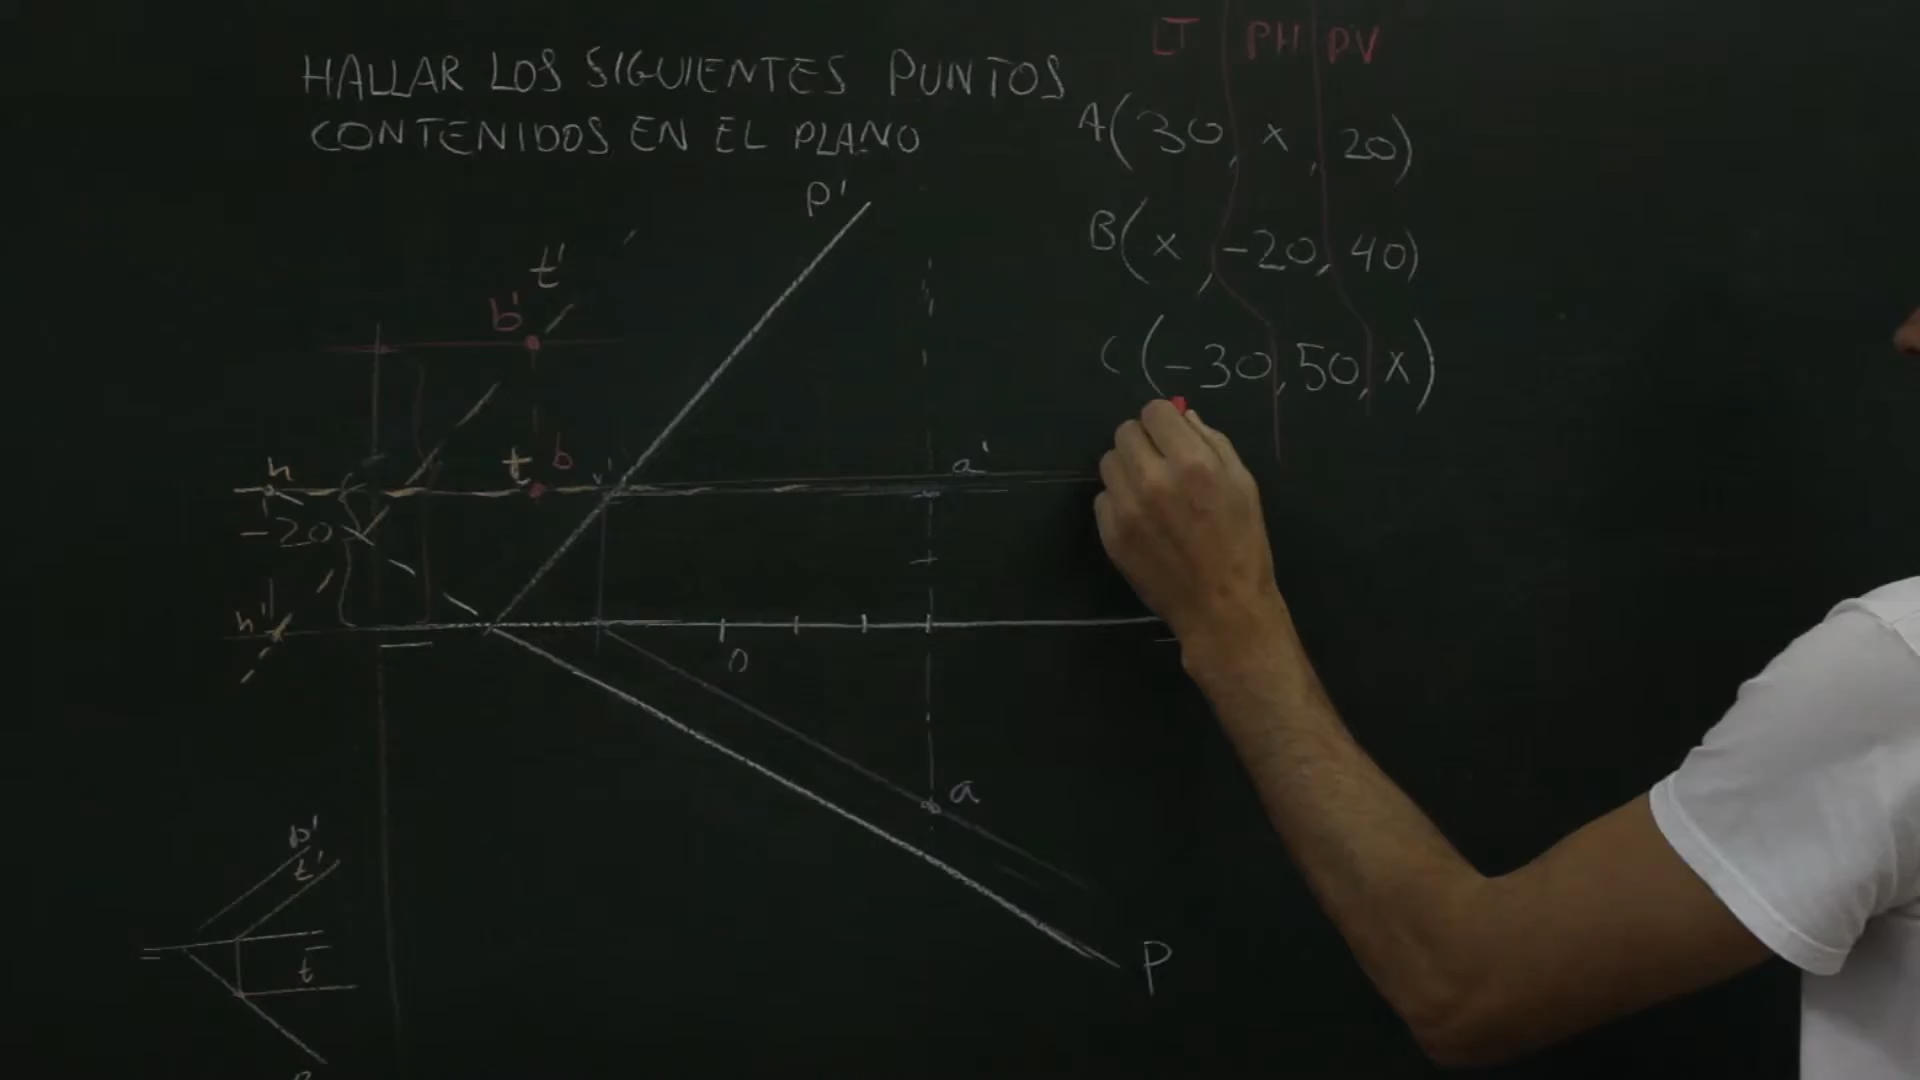 HALLAR LOS SIGUIENTES PUNTOS
CONTENIDOS EN EL PLANO
LT PH PV
A(30, x, 20)
B(x, -20, 40)
C(-30, 50, x)
p'
t'
b'
h
t
b
v'
a'
-20
h'
0
a
P
p'
t'
t